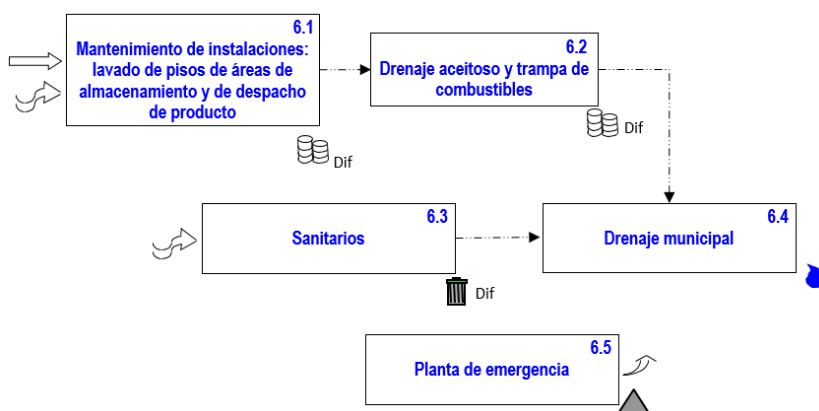 6.1
Mantenimiento de instalaciones:
lavado de pisos de áreas de
almacenamiento y de despacho
de producto
Dif
6.2
Drenaje aceitoso y trampa de
combustibles
Dif
6.3
Sanitarios
Dif
6.4
Drenaje municipal
6.5
Planta de emergencia